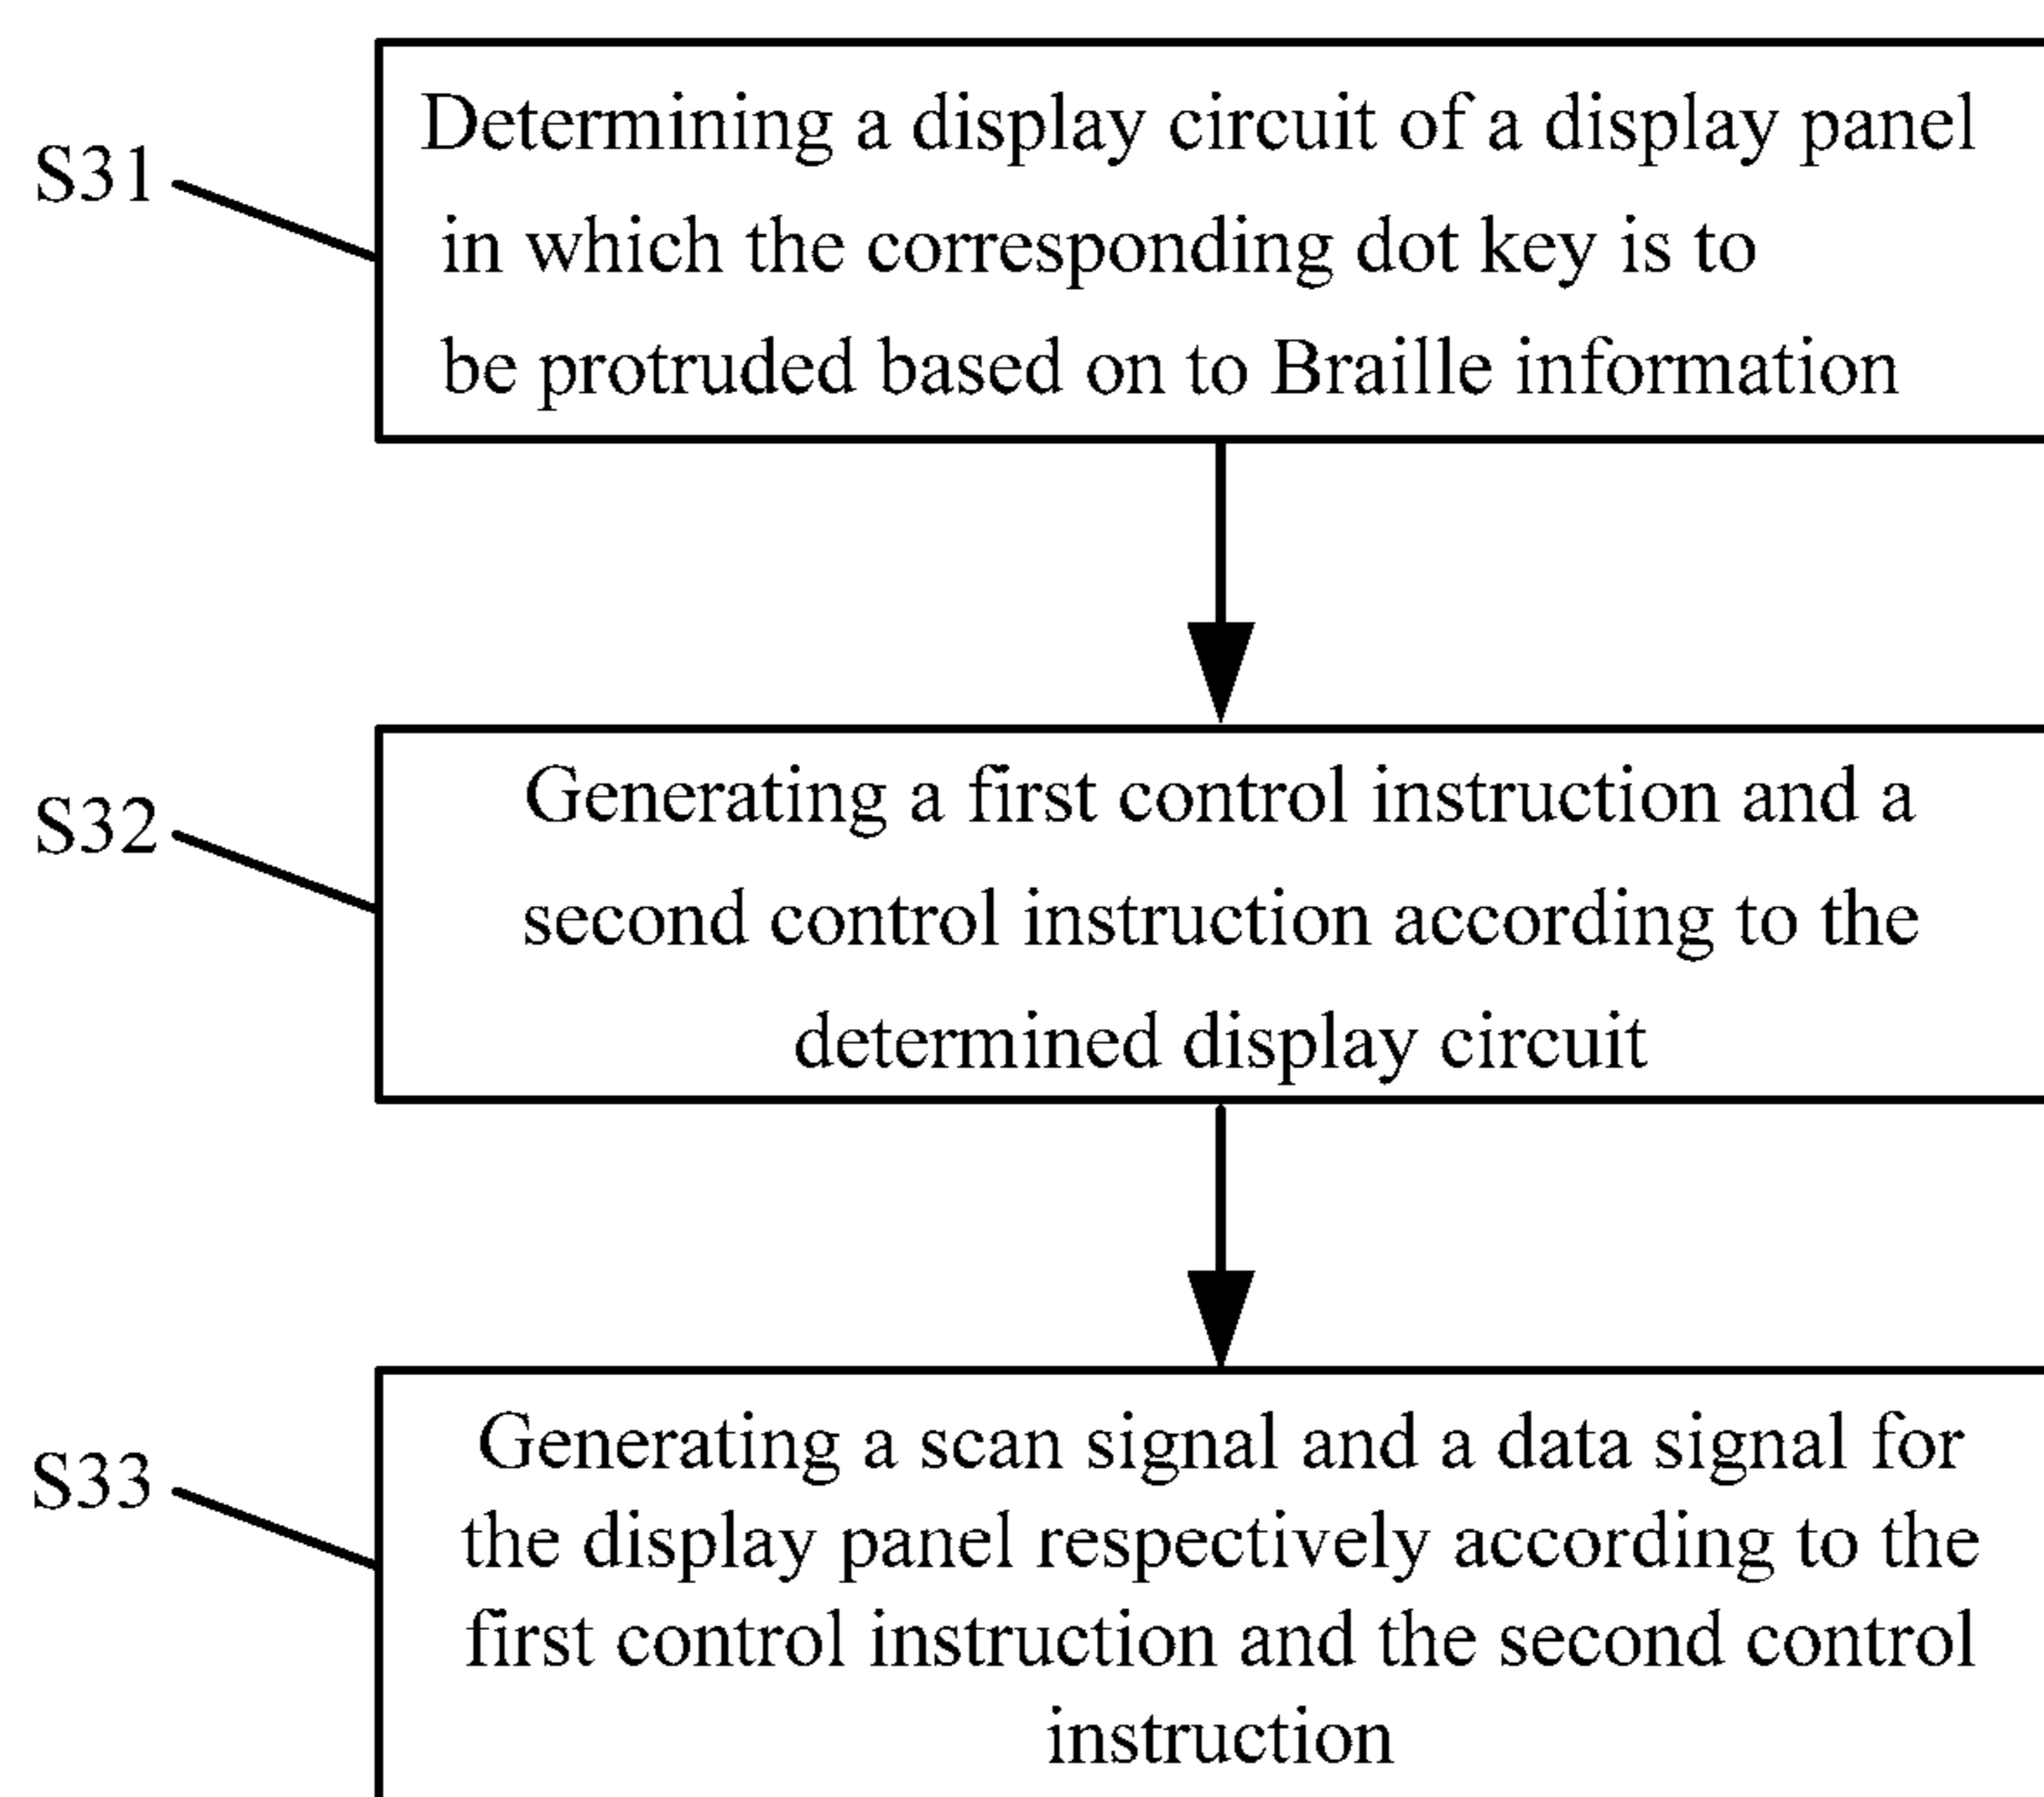 S31
Determining a display circuit of a display panel
in which the corresponding dot key is to
be protruded based on to Braille information
S32
Generating a first control instruction and a
second control instruction according to the
determined display circuit
S33
Generating a scan signal and a data signal for
the display panel respectively according to the
first control instruction and the second control
instruction